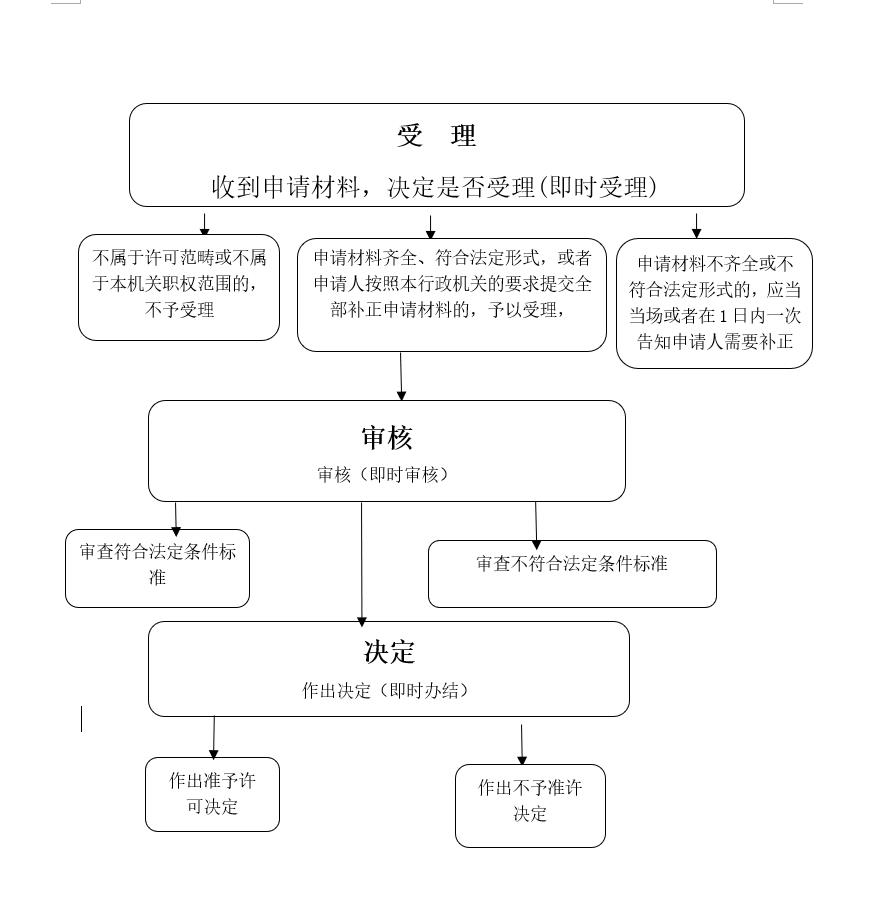 受 理
收到申请材料，决定是否受理(即时受理)
不属于许可范畴或不属
于本机关职权范围的，
不予受理
申请材料齐全、符合法定形式，或者
申请人按照本行政机关的要求提交全
部补正申请材料的，予以受理，
申请材料不齐全或不
符合法定形式的，应当
当场或者在 1 日内一次
告知申请人需要补正
审核
审核（即时审核）
审查符合法定条件标
准
审查不符合法定条件标准
决定
作出决定（即时办结）
作出准予许
可决定
作出不予准许
决定